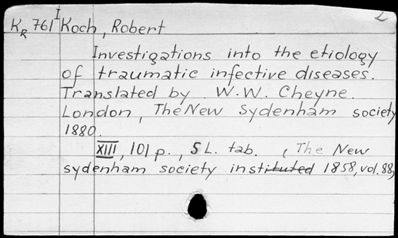 KR 761 I Koch, Robert 2
Investigations into the etiology
of traumatic infective diseases.
Translated by W.W. Cheyne.
London, The New Sydenham society
1880.
XIII, 101 p., 5 L. tab. , The New
sydenham society instituted 1858, vol. 88)